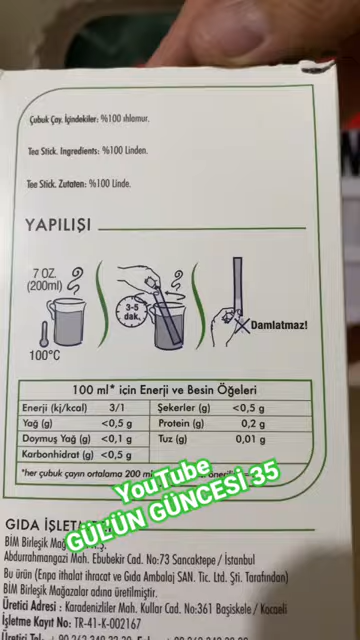 Çubuk Çay. İçindekiler: %100 ıhlamur.
Tea Stick. Ingredients: %100 Linden.
Tee Stick. Zutaten: %100 Linde.
YAPILIŞI
7 OZ.
(200ml)
100°C
3-5
dak.
Damlatmaz!
100 ml* için Enerji ve Besin Öğeleri
Enerji (kj/kcal) 3/1 Şekerler (g) <0,5 g
Yağ (g) <0,5 g Protein (g) 0,2 g
Doymuş Yağ (g) <0,1 g Tuz (g) 0,01 g
Karbonhidrat (g) <0,5 g
*her çubuk çayın ortalama 200 ml
YouTube
GÜLÜN GÜNCESİ 35
GIDA İŞLET
BİM Birleşik Mağ A.Ş.
Abdurrahmangazi Mah. Ebubekir Cad. No:73 Sancaktepe / İstanbul
Bu ürün (Enpa ithalat ihracat ve Gıda Ambalaj SAN. Tic. Ltd. Şti. Tarafından)
BİM Birleşik Mağazalar adına üretilmiştir.
Üretici Adresi : Karadenizliler Mah. Kullar Cad. No:361 Başiskele / Kocaeli
İşletme Kayıt No: TR-41-K-002167